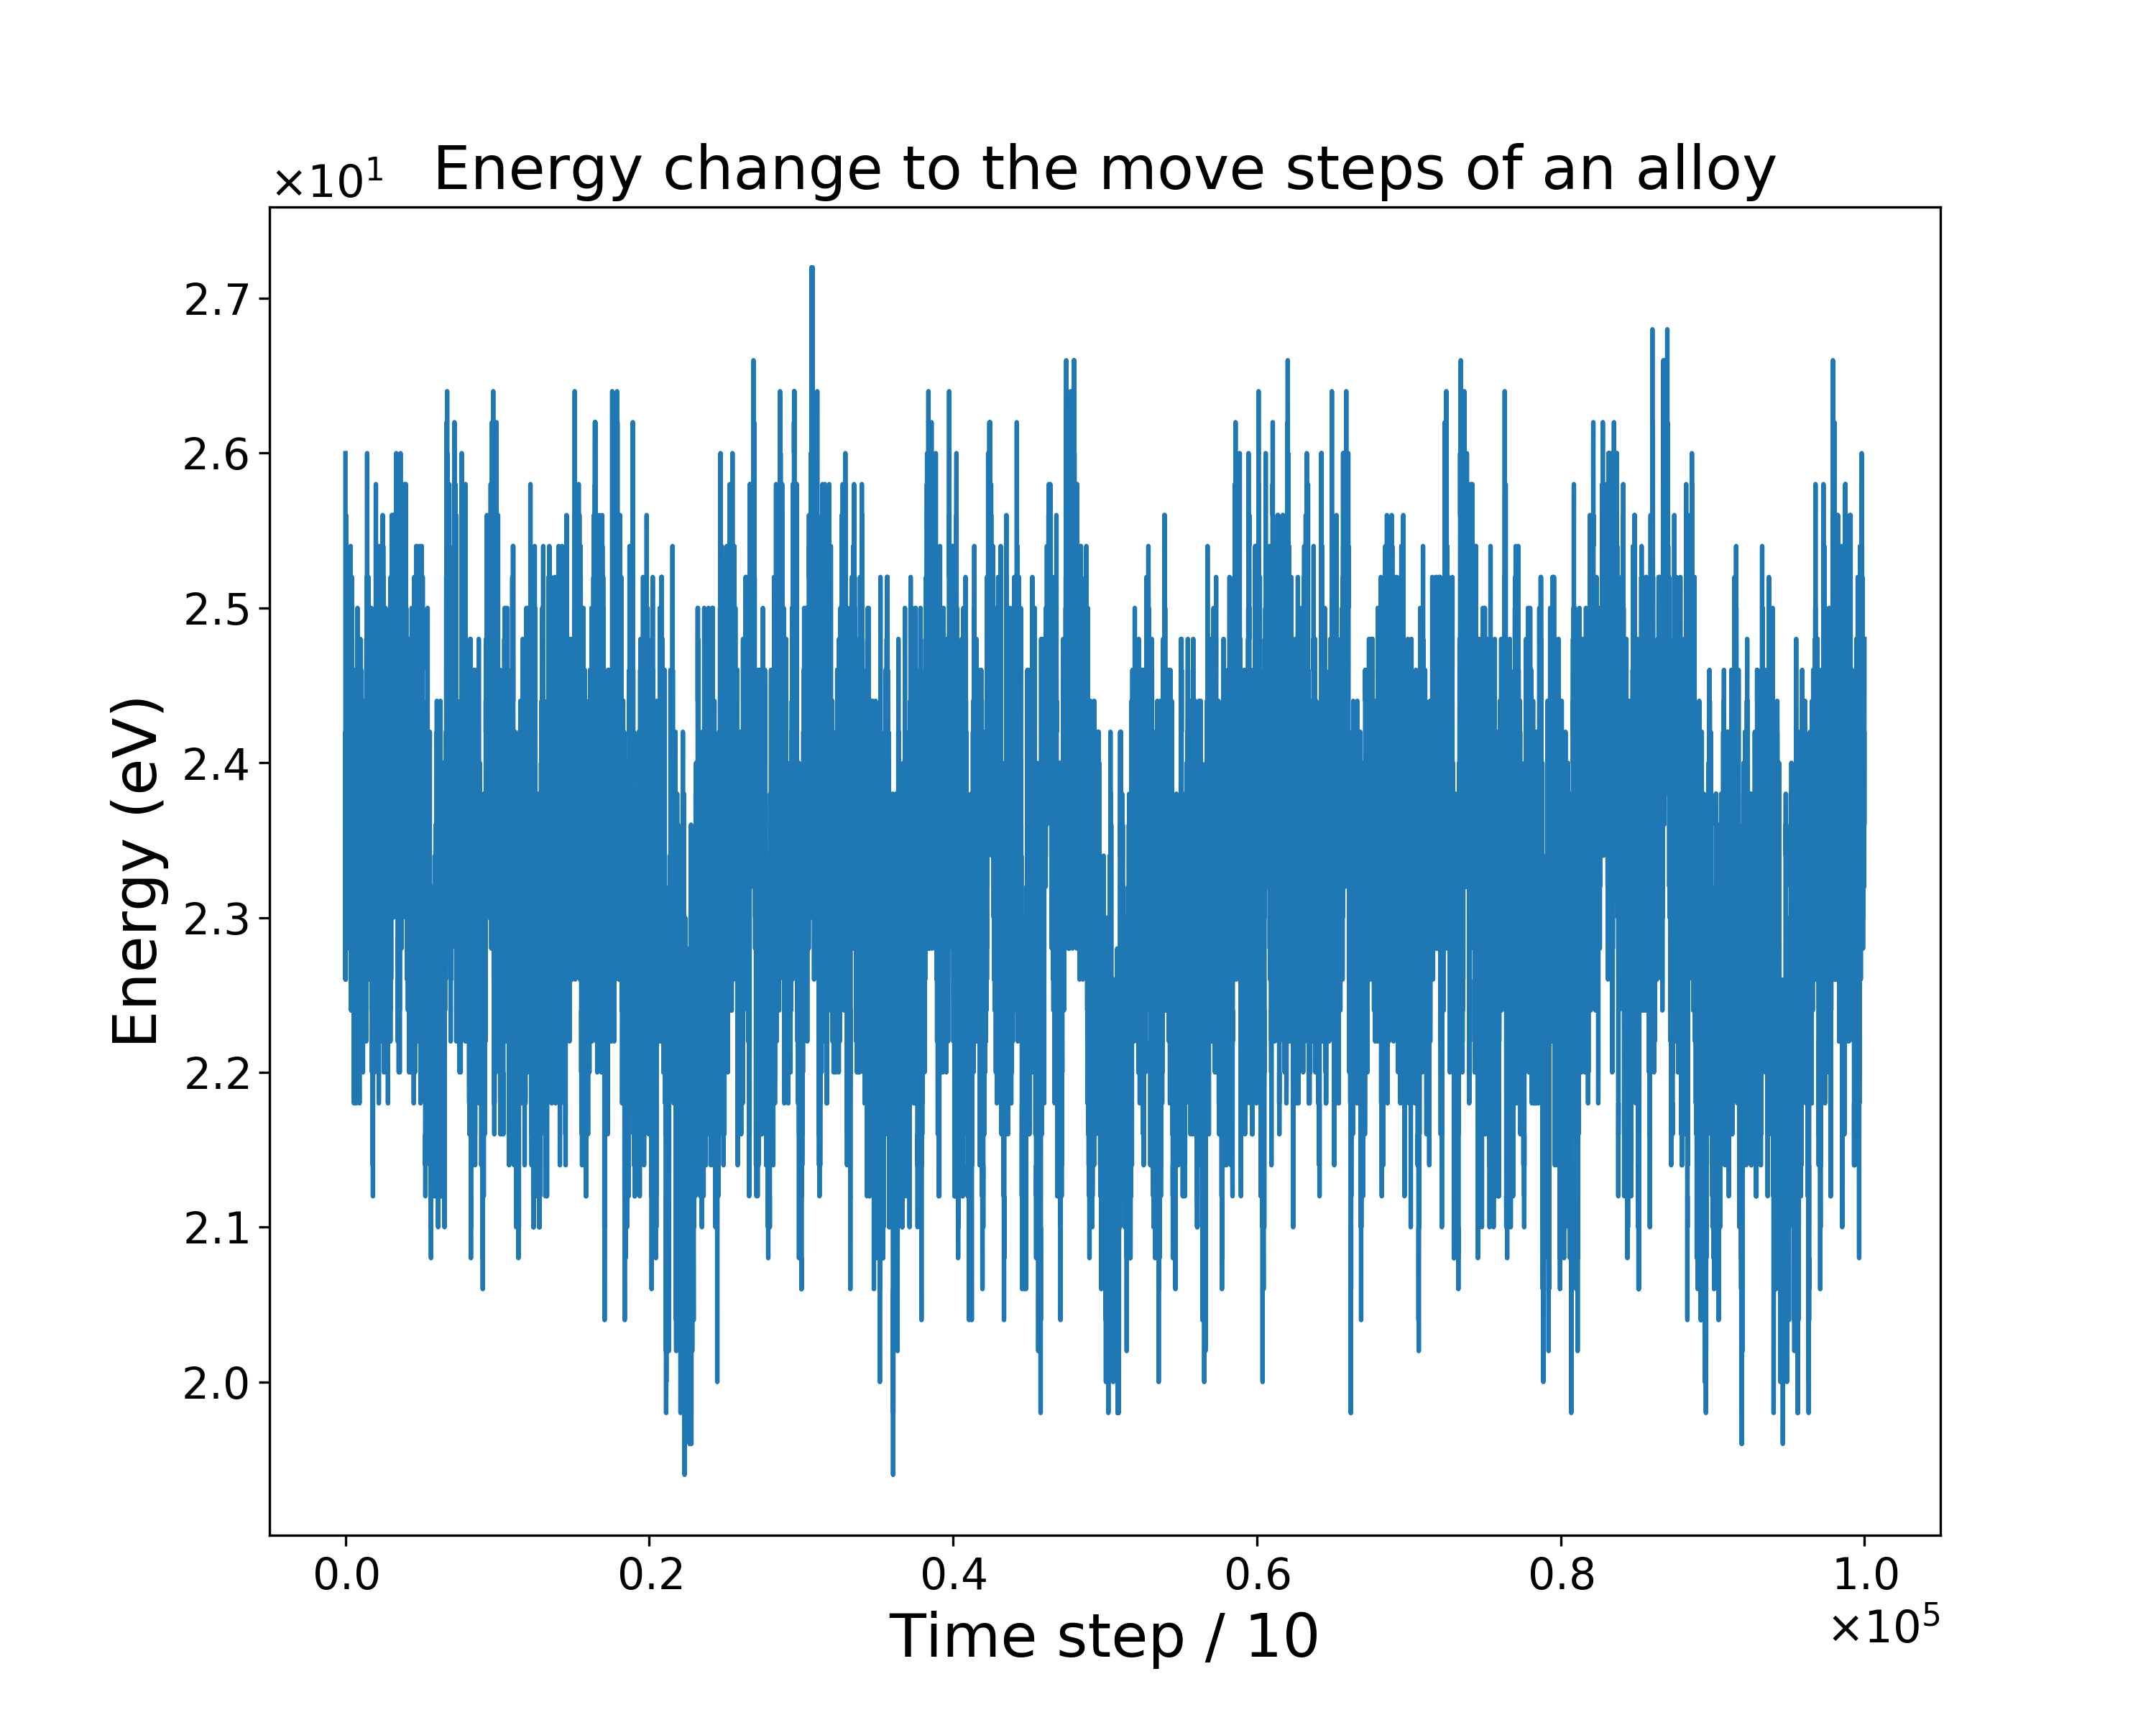 ×10¹
Energy change to the move steps of an alloy
2.7
2.6
2.5
2.4
2.3
2.2
2.1
2.0
Energy (eV)
0.0 0.2 0.4 0.6 0.8 1.0
Time step / 10
×10⁵